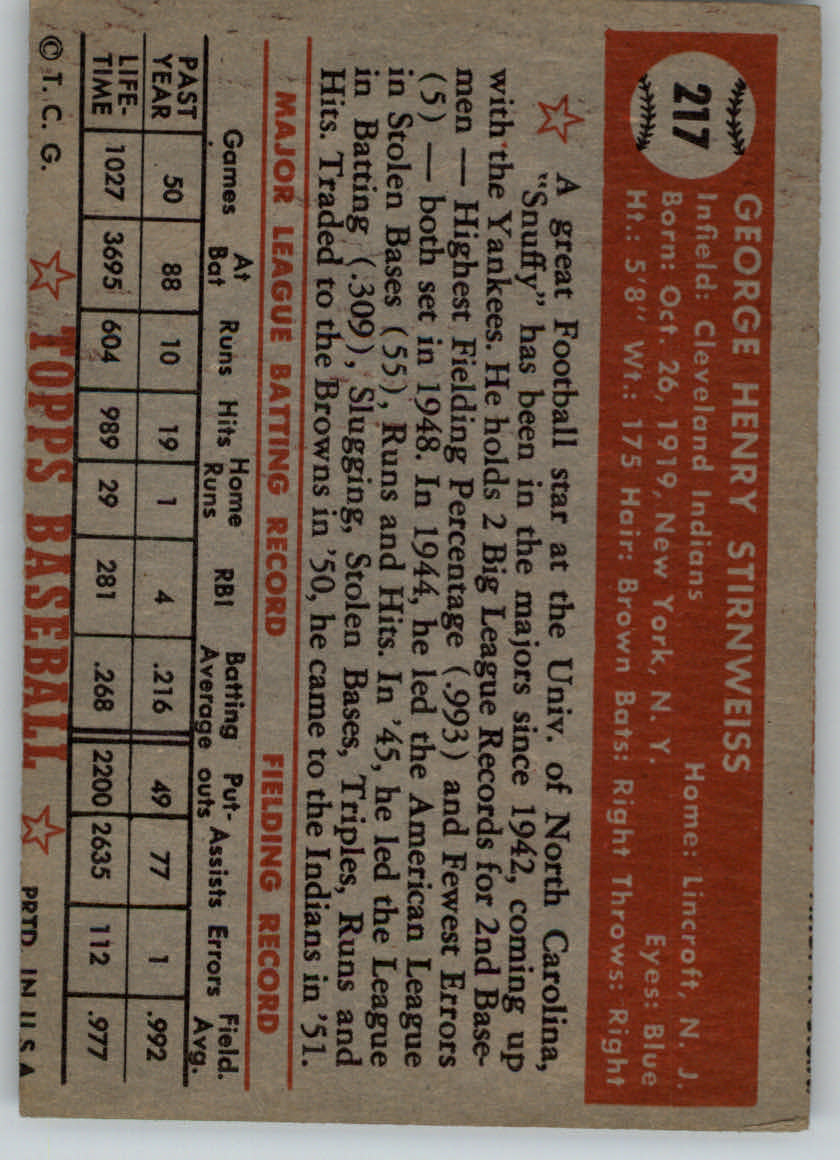 217
GEORGE HENRY STIRNWEISS
Infield: Cleveland Indians Home: Lincroft, N. J.
Born: Oct. 26, 1919, New York, N. Y. Eyes: Blue
Ht.: 5'8" Wt.: 175 Hair: Brown Bats: Right Throws: Right
A great Football star at the Univ. of North Carolina,
"Snuffy" has been in the majors since 1942, coming up
with the Yankees. He holds 2 Big League Records for 2nd Base-
men — Highest Fielding Percentage (.993) and Fewest Errors
(5) — both set in 1948. In 1944, he led the American League
in Stolen Bases (55), Runs and Hits. In '45, he led the League
in Batting (.309), Slugging, Stolen Bases, Triples, Runs and
Hits. Traded to the Browns in '50, he came to the Indians in '51.
MAJOR LEAGUE BATTING RECORD FIELDING RECORD
Games At Bat Runs Hits Home Runs RBI Batting Average Put-outs Assists Errors Field. Avg.
PAST YEAR 50 88 10 19 1 4 .216 49 77 1 .992
LIFE-TIME 1027 3695 604 989 29 281 .268 2200 2635 112 .977
© T. C. G. TOPPS BASEBALL PRTD. IN U.S.A.